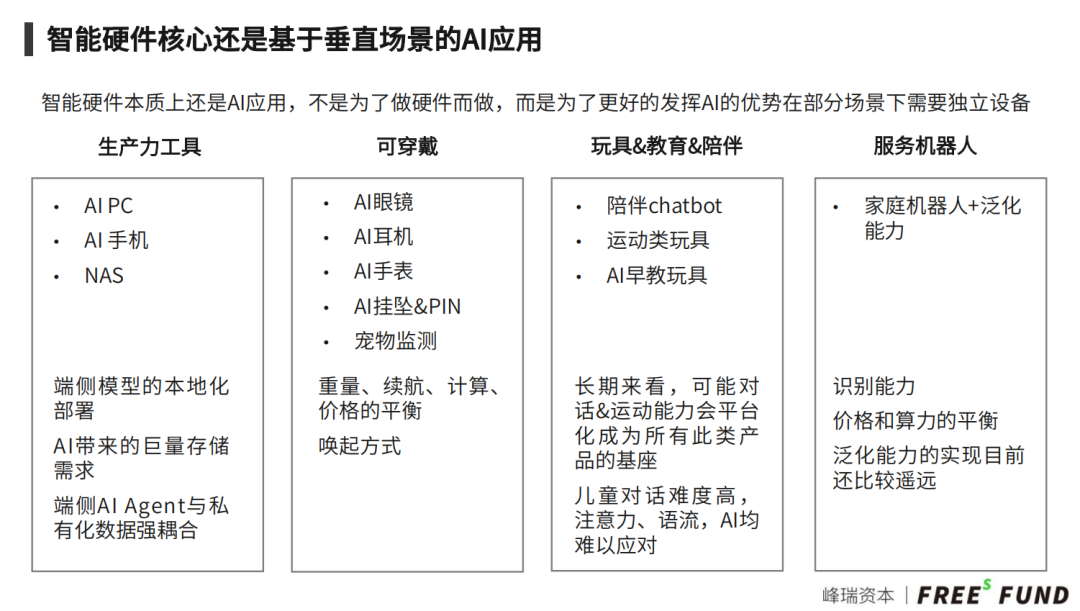 智能硬件核心还是基于垂直场景的AI应用
智能硬件本质上还是AI应用，不是为了做硬件而做，而是为了更好的发挥AI的优势在部分场景下需要独立设备
生产力工具
• AI PC
• AI 手机
• NAS
端侧模型的本地化
部署
AI带来的巨量存储
需求
端侧AI Agent与私
有化数据强耦合
可穿戴
• AI眼镜
• AI耳机
• AI手表
• AI挂坠&PIN
• 宠物监测
重量、续航、计算、
价格的平衡
唤起方式
玩具&教育&陪伴
• 陪伴chatbot
• 运动类玩具
• AI早教玩具
长期来看，可能对
话&运动能力会平台
化成为所有此类产
品的基座
儿童对话难度高，
注意力、语流，AI均
难以应对
服务机器人
• 家庭机器人+泛化
能力
识别能力
价格和算力的平衡
泛化能力的实现目前
还比较遥远
峰瑞资本 | FREES FUND